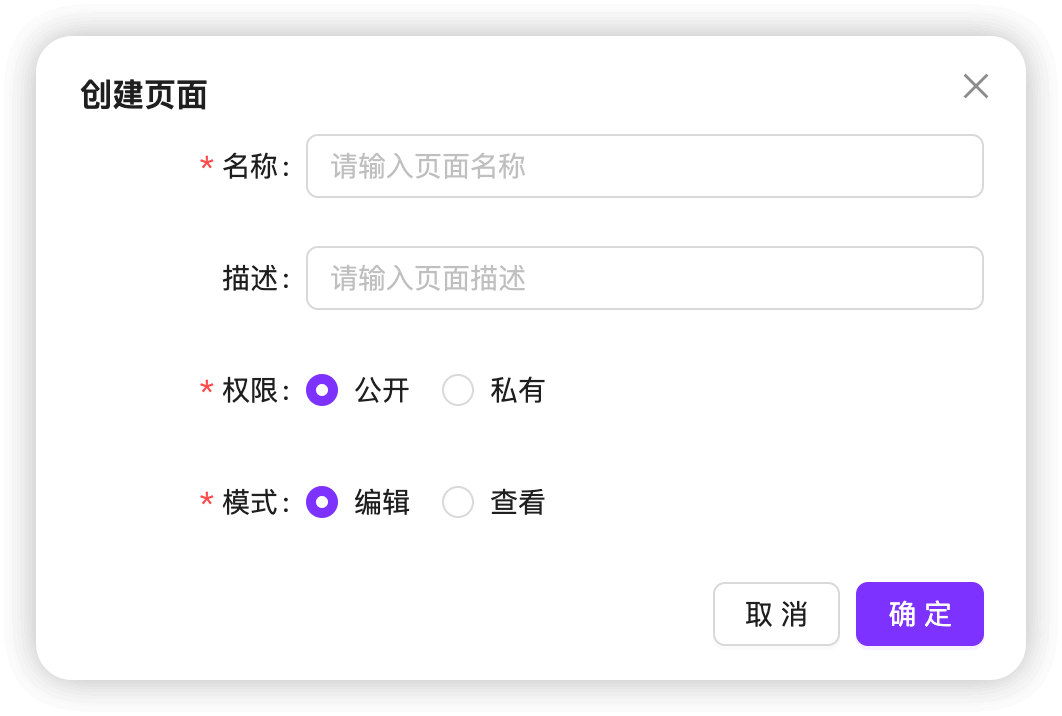 创建页面
* 名称: 请输入页面名称
描述: 请输入页面描述
* 权限: 公开 私有
* 模式: 编辑 查看
取 消 确 定